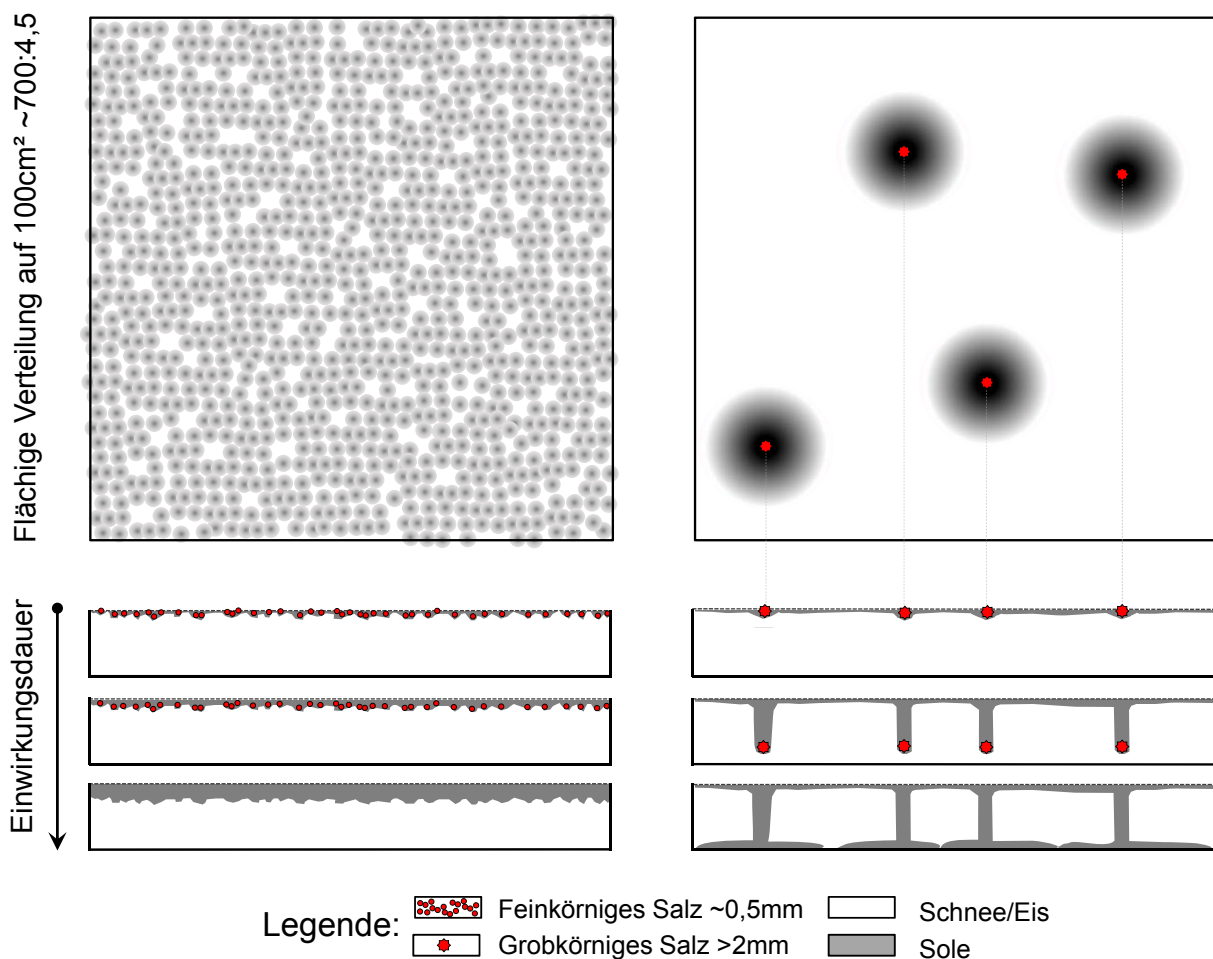 Flächige Verteilung auf 100cm² ~700:4,5
Einwirkungsdauer
Legende:
Feinkörniges Salz ~0,5mm
Schnee/Eis
Grobkörniges Salz >2mm
Sole